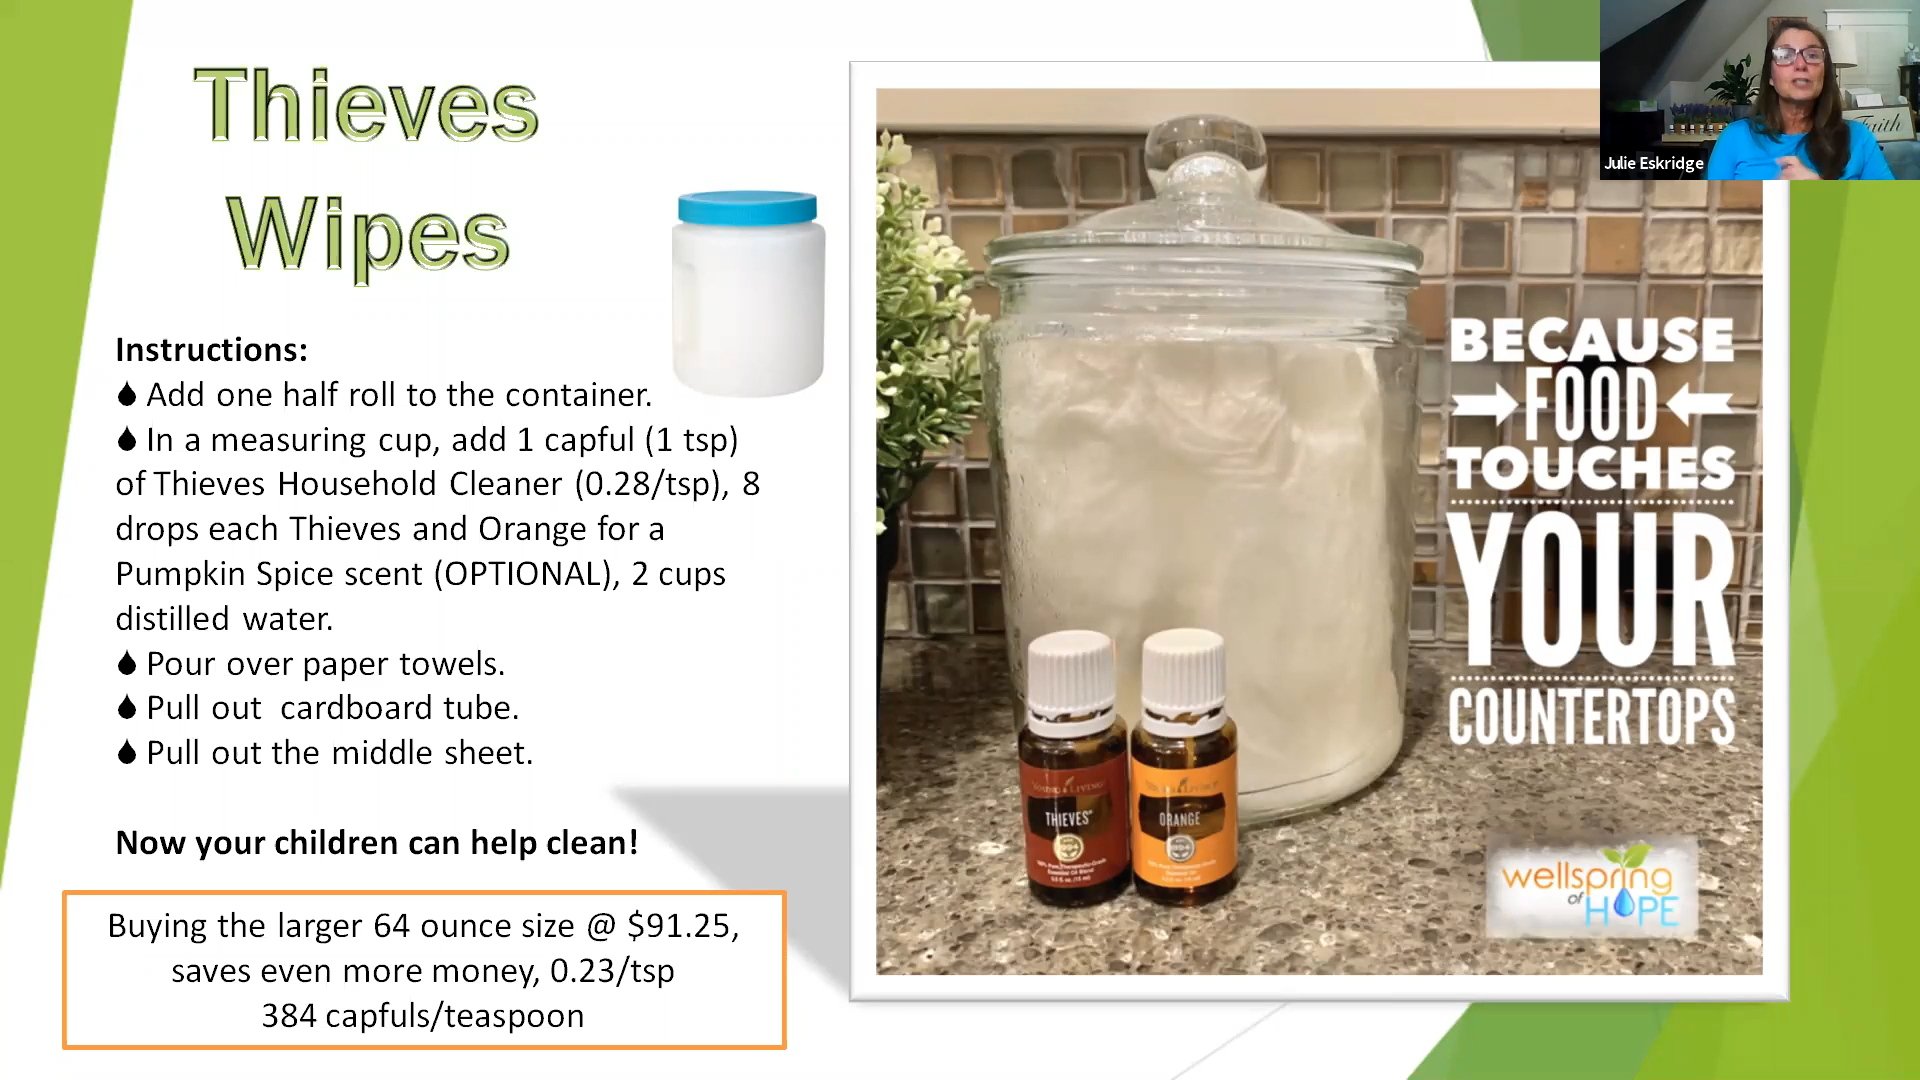 Thieves
Wipes
Instructions:
Add one half roll to the container.
In a measuring cup, add 1 capful (1 tsp)
of Thieves Household Cleaner (0.28/tsp), 8
drops each Thieves and Orange for a
Pumpkin Spice scent (OPTIONAL), 2 cups
distilled water.
Pour over paper towels.
Pull out  cardboard tube.
Pull out the middle sheet.
Now your children can help clean!
Buying the larger 64 ounce size @ $91.25,
saves even more money, 0.23/tsp
384 capfuls/teaspoon
BECAUSE
FOOD
TOUCHES
YOUR
COUNTERTOPS
YOUNG LIVING
THIEVES
ORANGE
wellspring
of
HOPE
Julie Eskridge
Faith